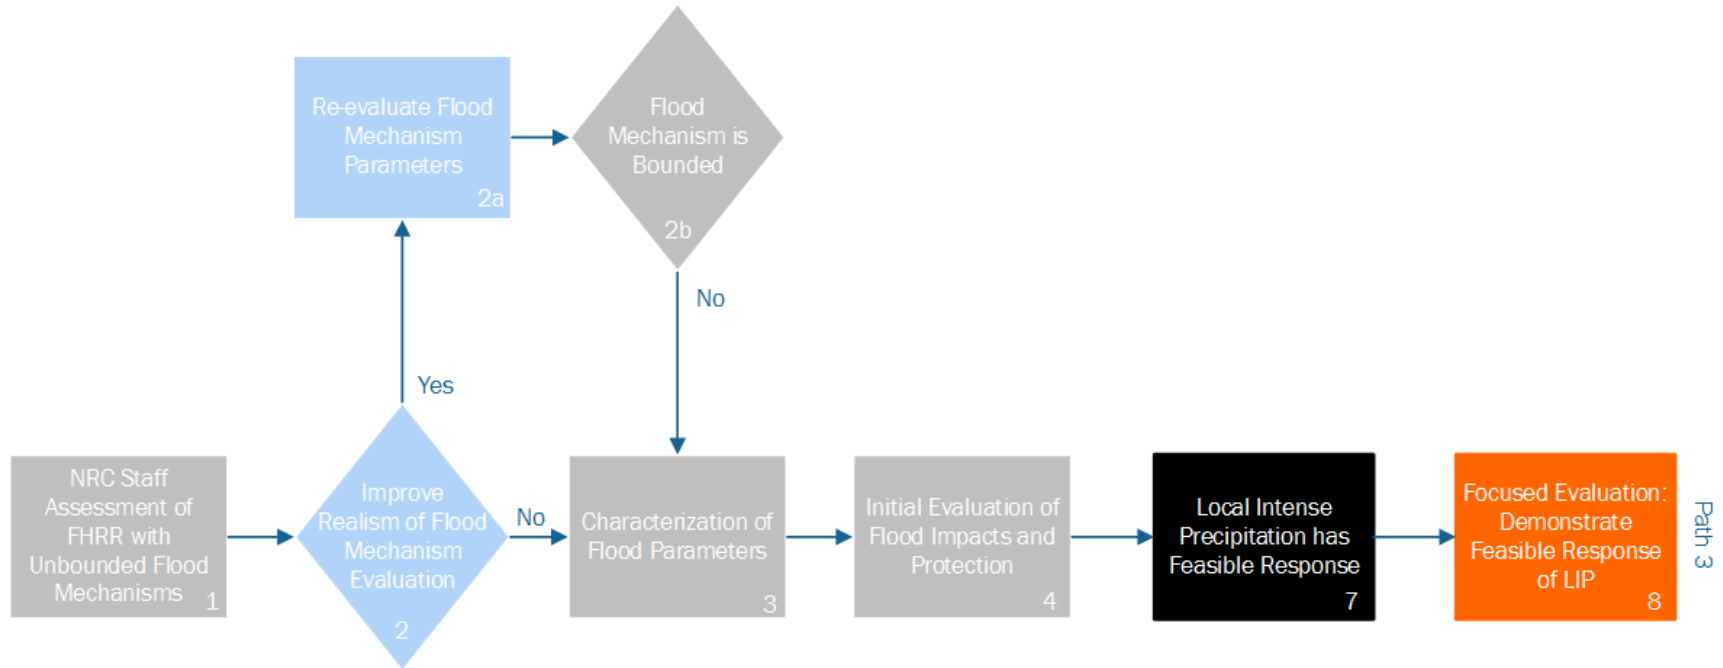 Re-evaluate Flood
Mechanism
Parameters
2a
Flood
Mechanism is
Bounded
2b
No
Yes
NRC Staff
Assessment of
FHRR with
Unbounded Flood
Mechanisms
1
Improve
Realism of Flood
Mechanism
Evaluation
2
No
Characterization of
Flood Parameters
3
Initial Evaluation of
Flood Impacts and
Protection
4
Local Intense
Precipitation has
Feasible Response
7
Focused Evaluation:
Demonstrate
Feasible Response
of LIP
8
Path 3